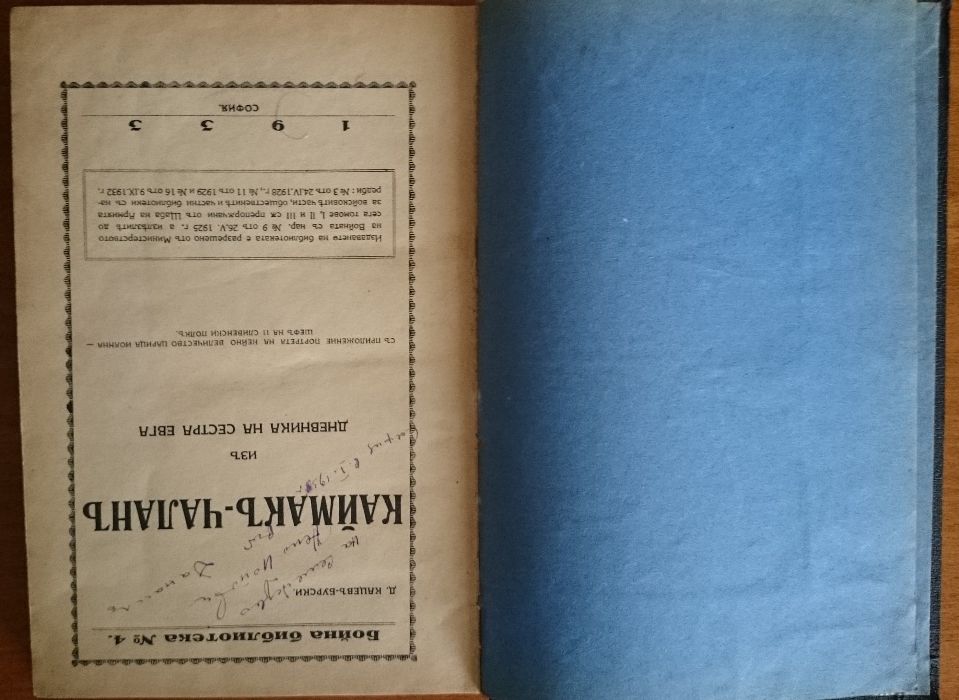 Бойна библиотека № 4.
Д. КАЦЕВЪ-БУРСКИ.
КАЙМАКЪ-ЧАЛАНЪ
ИЗЪ
ДНЕВНИКА НА СЕСТРА ЕВГА
СЪ ПРИЛОЖЕНИЕ ПОРТРЕТА НА НЕЙНО ВЕЛИЧЕСТВО ЦАРИЦА ИОАННА —
ШЕФЪ НА 11 СЛИВЕНСКИ ПОЛКЪ.
Издаването на библиотеката е разрешено отъ Министерството
на Войната съ нар. № 9 отъ 26.V. 1925 г. а излѣзлитѣ до
сега томове I, II и III сѫ препорѫчани отъ Щаба на Армията
за войсковитѣ части, общественитѣ и частни библиотеки съ на-
редби: № 3 отъ 24.IV.1928 г., № 11 отъ 1929 и № 16 отъ 9.IX.1932 г
1 9 3 3
СОФИЯ.